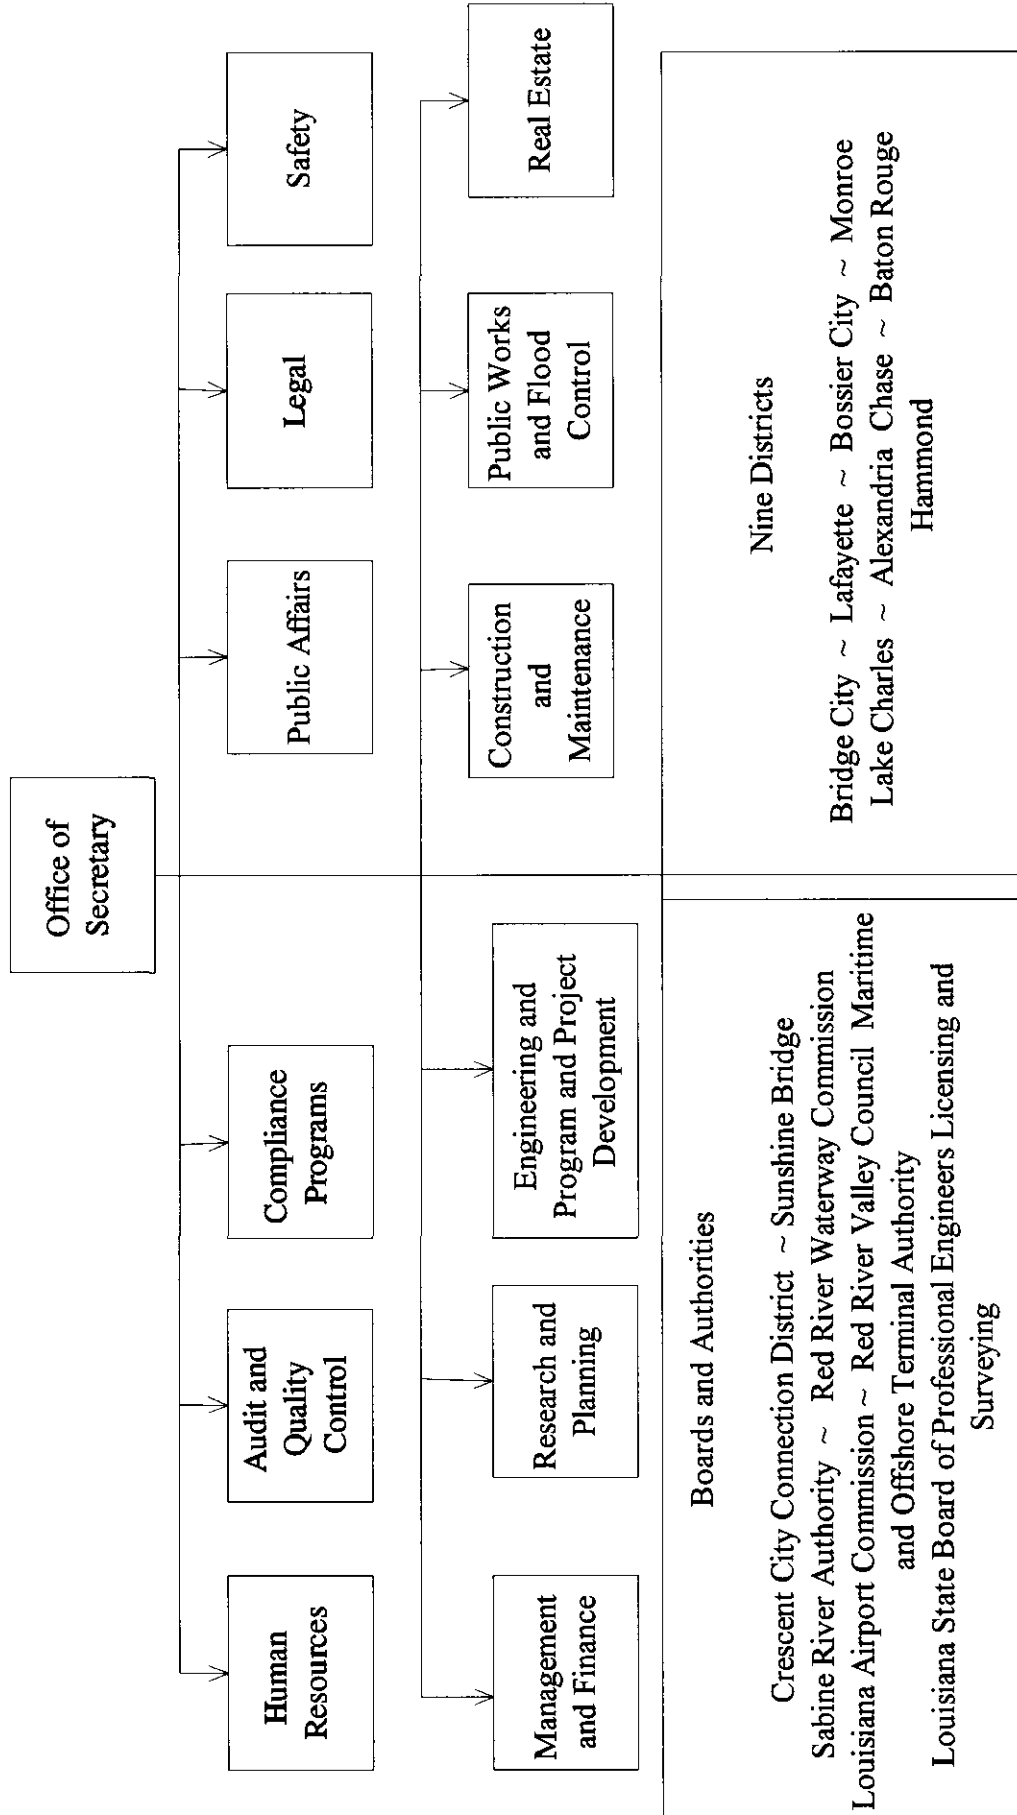 Office of
Secretary
Human
Resources
Audit and
Quality
Control
Compliance
Programs
Public Affairs
Legal
Safety
Management
and Finance
Research and
Planning
Engineering and
Program and Project
Development
Construction
and
Maintenance
Public Works
and Flood
Control
Real Estate
Boards and Authorities
Crescent City Connection District ~ Sunshine Bridge
Sabine River Authority ~ Red River Waterway Commission
Louisiana Airport Commission ~ Red River Valley Council Maritime
and Offshore Terminal Authority
Louisiana State Board of Professional Engineers Licensing and
Surveying
Nine Districts
Bridge City ~ Lafayette ~ Bossier City ~ Monroe
Lake Charles ~ Alexandria Chase ~ Baton Rouge
Hammond